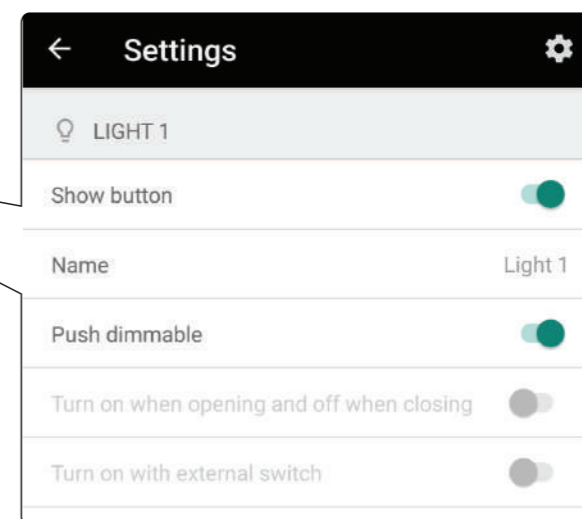 Settings
LIGHT 1
Show button
Name Light 1
Push dimmable
Turn on when opening and off when closing
Turn on with external switch